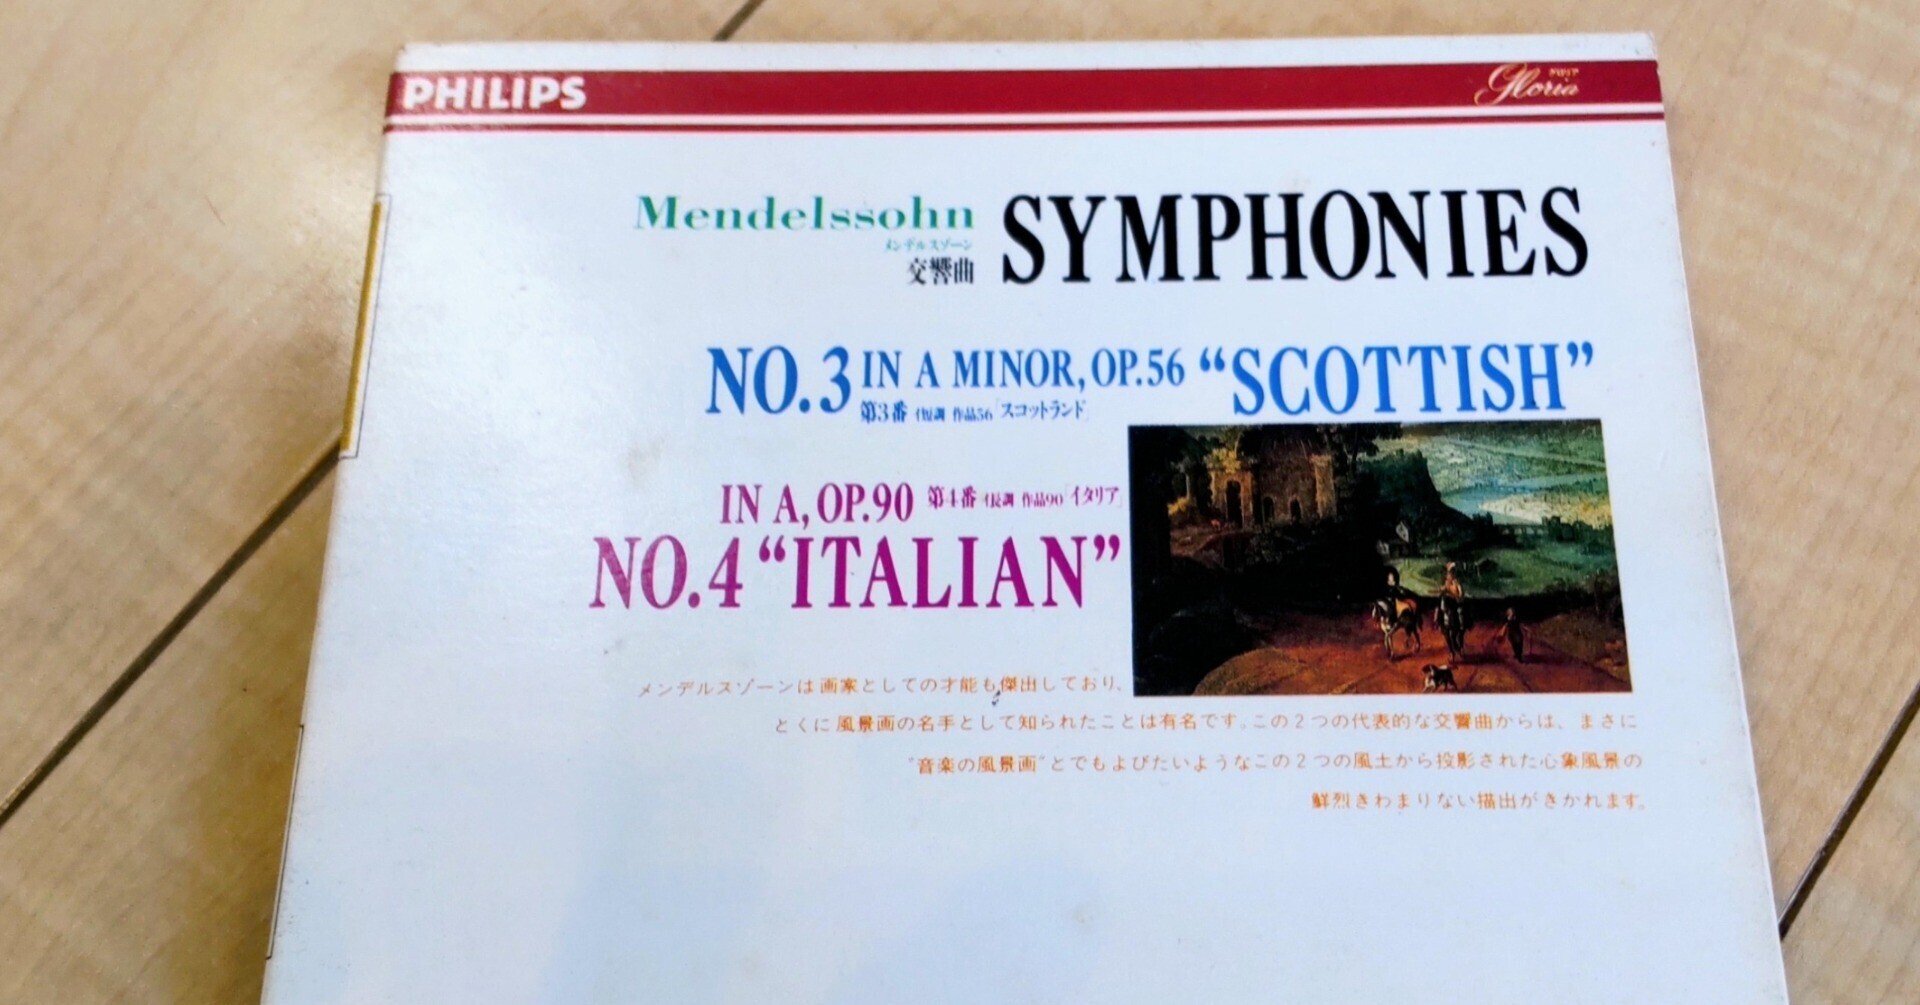 PHILIPS
Gloria
Mendelssohn SYMPHONIES
メンデルスゾーン
交響曲
NO.3 IN A MINOR, OP.56 “SCOTTISH”
第3番 イ短調 作品56「スコットランド」
IN A, OP.90 第4番 イ長調 作品90「イタリア」
NO.4 “ITALIAN”
メンデルスゾーンは画家としての才能も傑出しており、
とくに風景画の名手として知られたことは有名です。この2つの代表的な交響曲からは、まさに
"音楽の風景画"とでもよびたいようなこの2つの風土から投影された心象風景の
鮮烈きわまりない描出がきかれます。